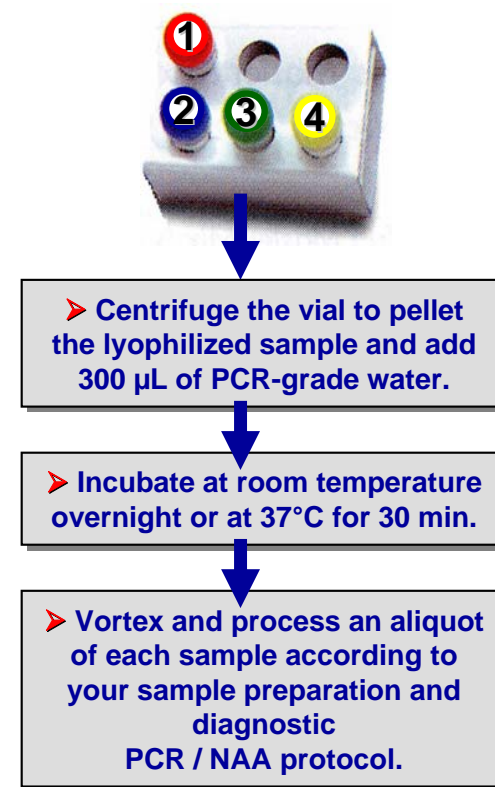 1
2 3 4
➢ Centrifuge the vial to pellet
the lyophilized sample and add
300 µL of PCR-grade water.
➢ Incubate at room temperature
overnight or at 37°C for 30 min.
➢ Vortex and process an aliquot
of each sample according to
your sample preparation and
diagnostic
PCR / NAA protocol.